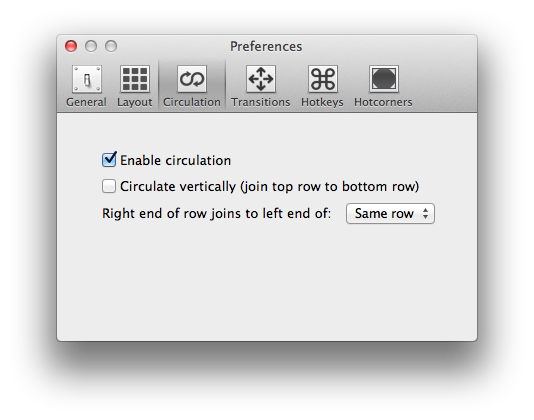 Preferences
General Layout Circulation Transitions Hotkeys Hotcorners
Enable circulation
Circulate vertically (join top row to bottom row)
Right end of row joins to left end of: Same row